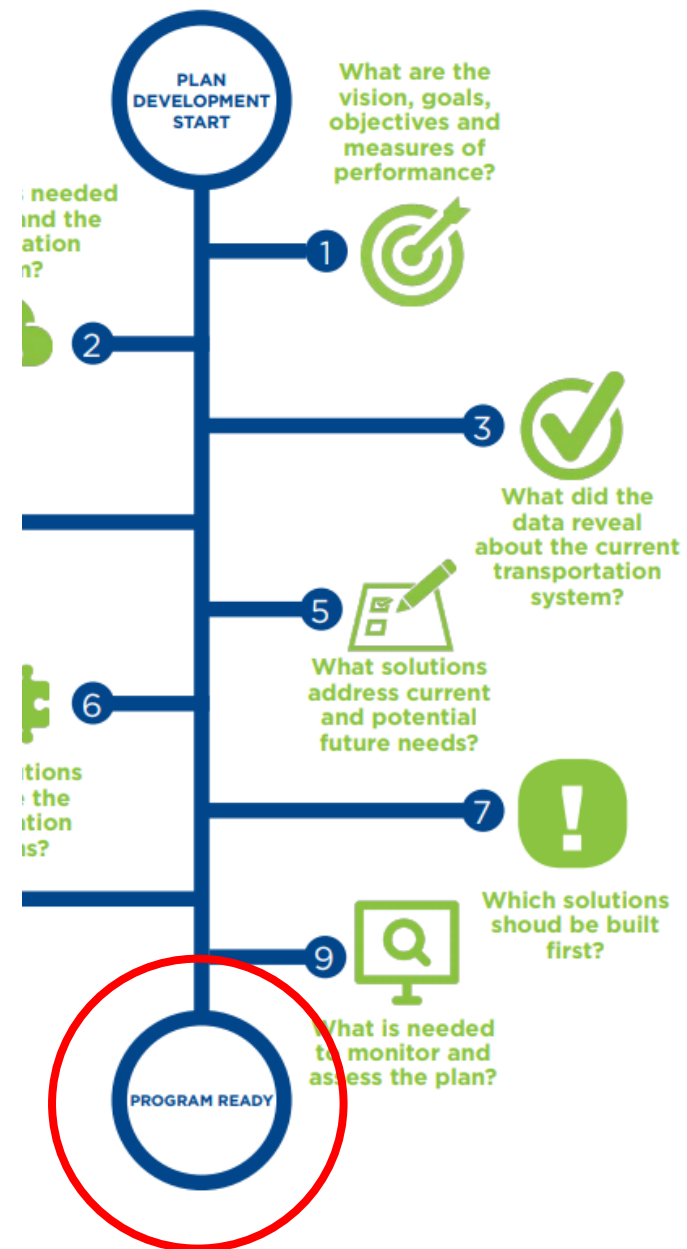 PLAN
DEVELOPMENT
START
What are the
vision, goals,
objectives and
measures of
performance?
1
needed
and the
ation
n?
2
3
What did the
data reveal
about the current
transportation
system?
5
What solutions
address current
and potential
future needs?
6
utions
the
ation
ns?
7
Which solutions
shoud be built
first?
9
What is needed
to monitor and
assess the plan?
PROGRAM READY